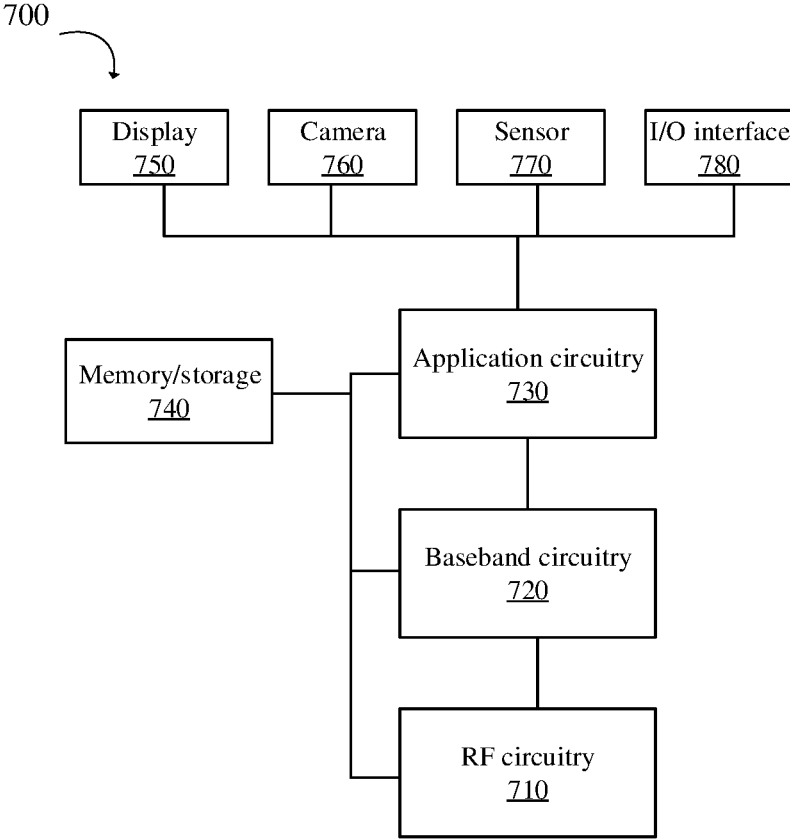 700
Display
750
Camera
760
Sensor
770
I/O interface
780
Memory/storage
740
Application circuitry
730
Baseband circuitry
720
RF circuitry
710